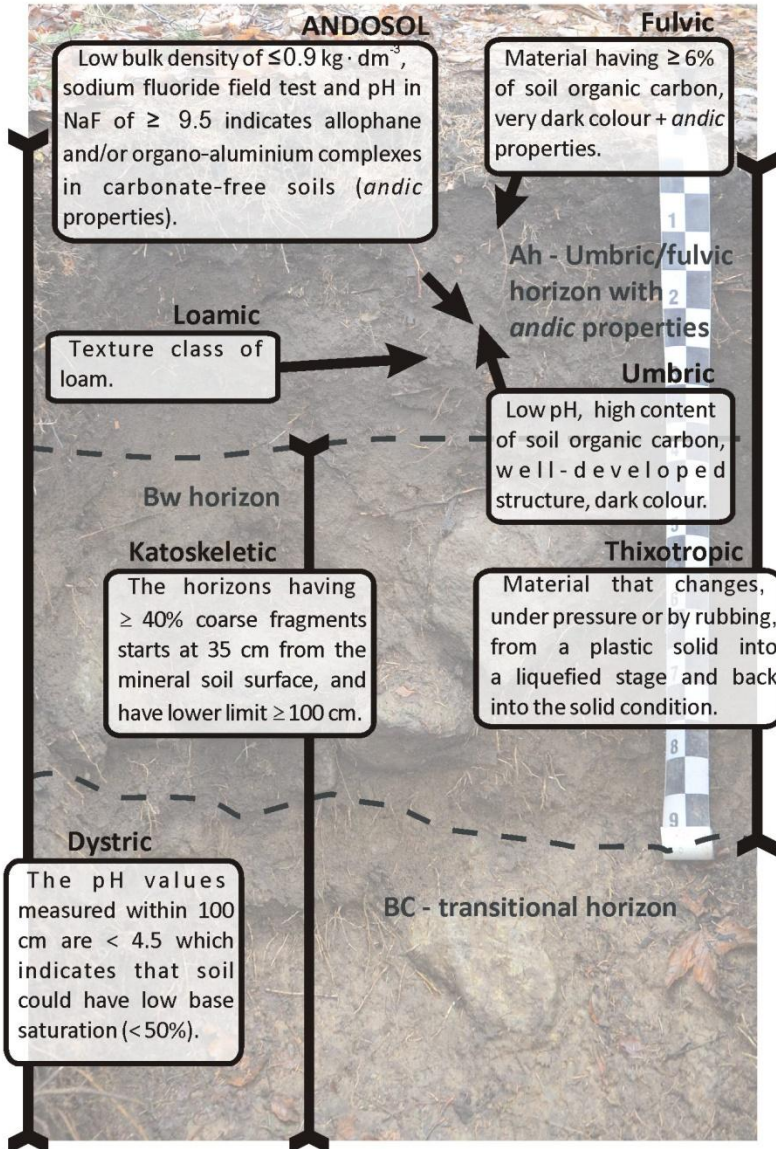 ANDOSOL
Low bulk density of ≤0.9 kg · dm⁻³,
sodium fluoride field test and pH in
NaF of ≥ 9.5 indicates allophane
and/or organo-aluminium complexes
in carbonate-free soils (andic
properties).
Fulvic
Material having ≥ 6%
of soil organic carbon,
very dark colour + andic
properties.
1
Ah - Umbric/fulvic
horizon with
2
andic properties
Loamic
Texture class of
loam.
Umbric
Low pH, high content
of soil organic carbon,
well-developed
structure, dark colour.
Bw horizon
Katoskeletic
The horizons having
≥ 40% coarse fragments
starts at 35 cm from the
mineral soil surface, and
have lower limit ≥ 100 cm.
Thixotropic
Material that changes,
under pressure or by rubbing,
from a plastic solid into
a liquefied stage and back
into the solid condition.
8
9
Dystric
The pH values
measured within 100
cm are < 4.5 which
indicates that soil
could have low base
saturation (<50%).
BC - transitional horizon